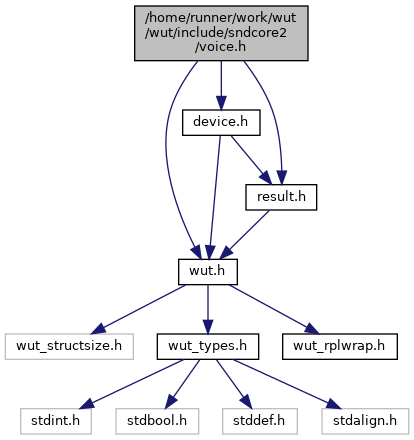 /home/runner/work/wut
/wut/include/sndcore2
/voice.h
device.h
result.h
wut.h
wut_structsize.h
wut_types.h
wut_rplwrap.h
stdint.h
stdbool.h
stddef.h
stdalign.h